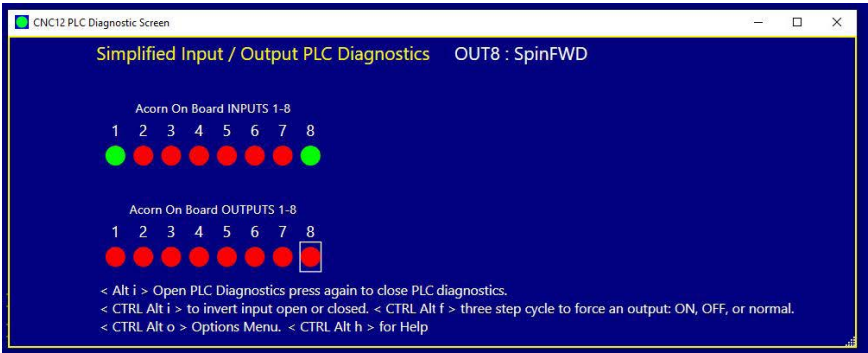 CNC12 PLC Diagnostic Screen
Simplified Input / Output PLC Diagnostics OUT8 : SpinFWD
Acorn On Board INPUTS 1-8
1 2 3 4 5 6 7 8
Acorn On Board OUTPUTS 1-8
1 2 3 4 5 6 7 8
< Alt i > Open PLC Diagnostics press again to close PLC diagnostics.
< CTRL Alt i > to invert input open or closed. < CTRL Alt f > three step cycle to force an output: ON, OFF, or normal.
< CTRL Alt o > Options Menu. < CTRL Alt h > for Help